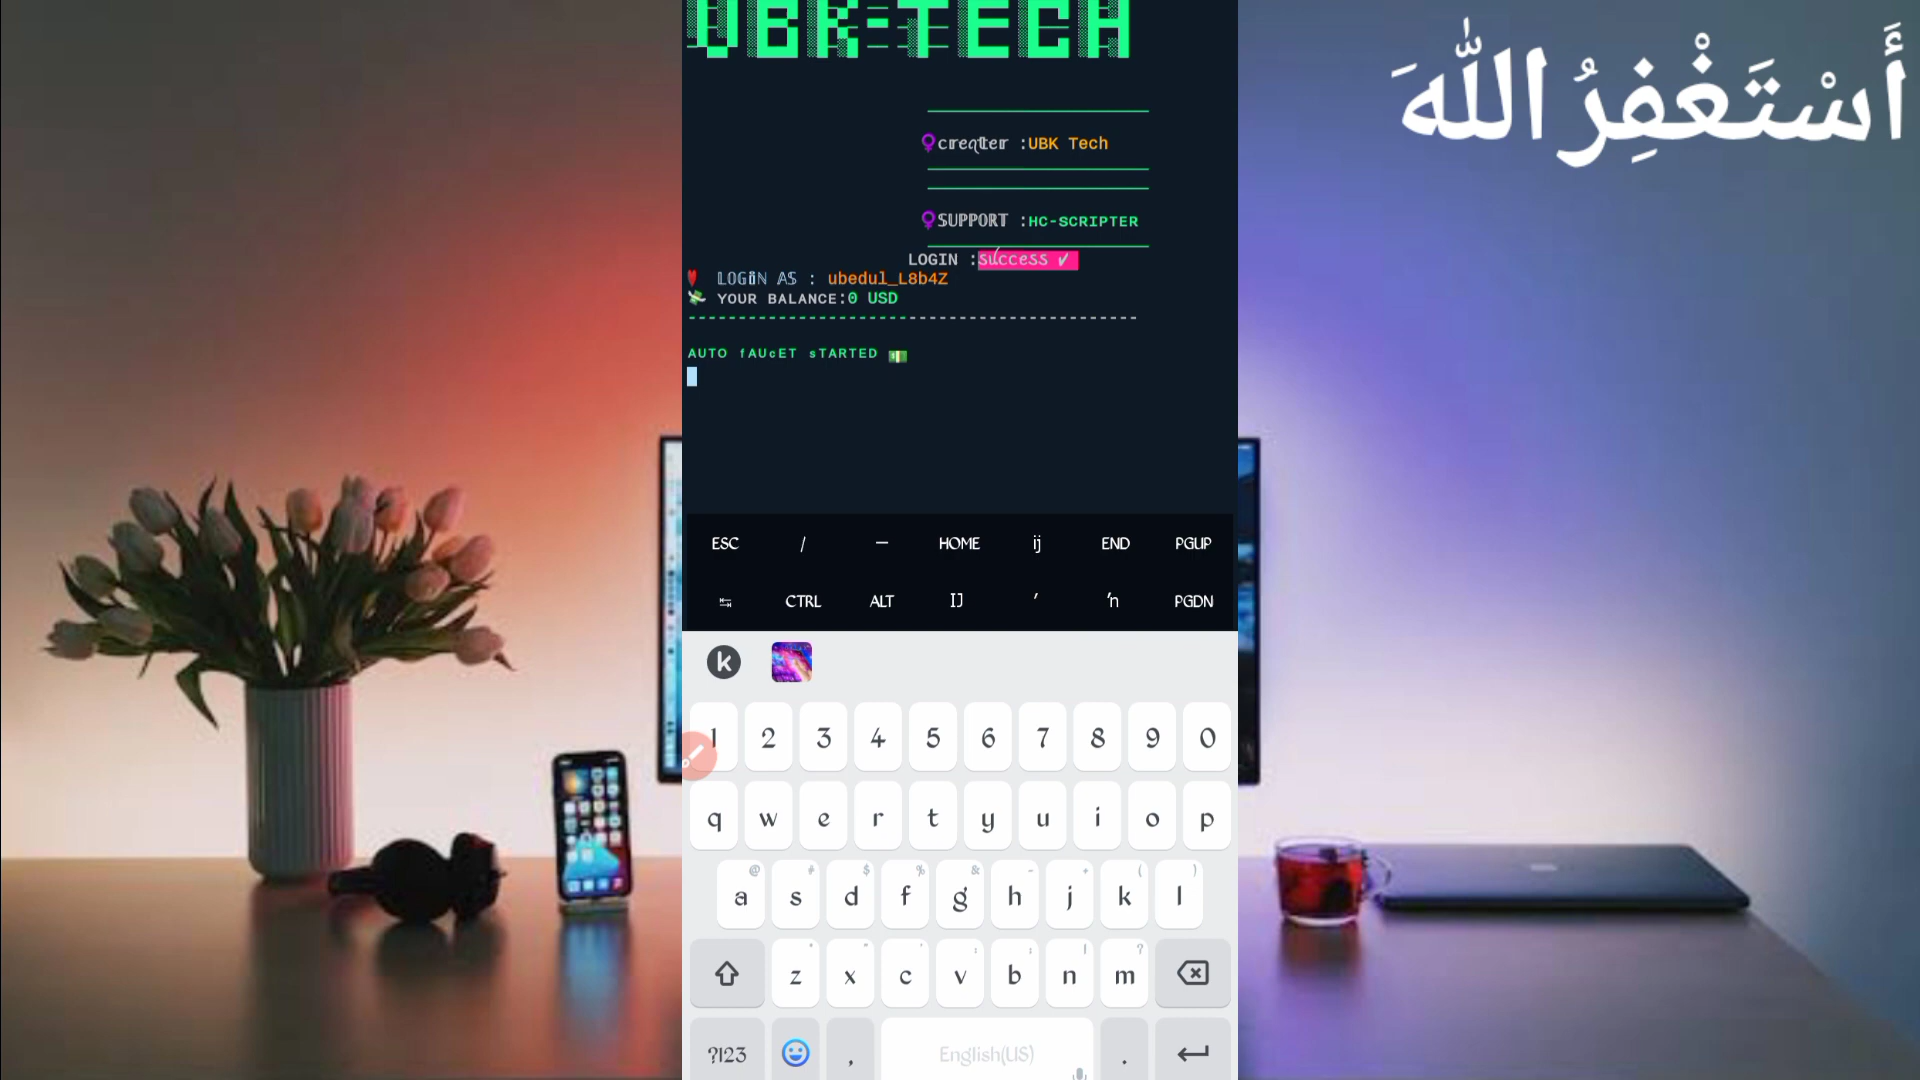 UBK-TECH
أَسْتَغْفِرُ اللّٰهَ
creater :UBK Tech
SUPPORT :HC-SCRIPTER
LOGIN :success ✓
LOGIN AS : ubedul_L8b4Z
YOUR BALANCE:0 USD
AUTO fAUcET sTARTED
ESC / — HOME END PGUP
CTRL ALT PGDN
k
1 2 3 4 5 6 7 8 9 0
q w e r t y u i o p
@ # $ % & - + ( )
a s d f g h j k l
z x c v b n m
?123 , English(US) .